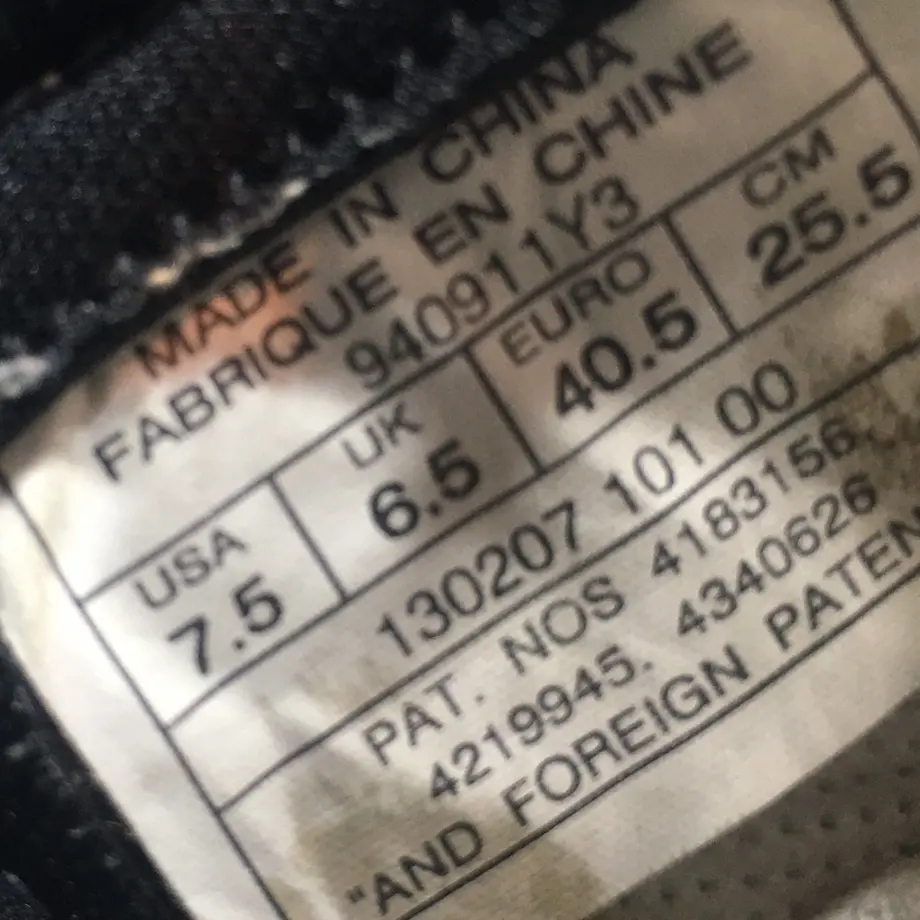 MADE IN CHINA
FABRIQUE EN CHINE
940911Y3
USA UK EURO CM
7.5 6.5 40.5 25.5
130207 101 00
PAT. NOS 4183156,
4219945. 4340626
"AND FOREIGN PATEN